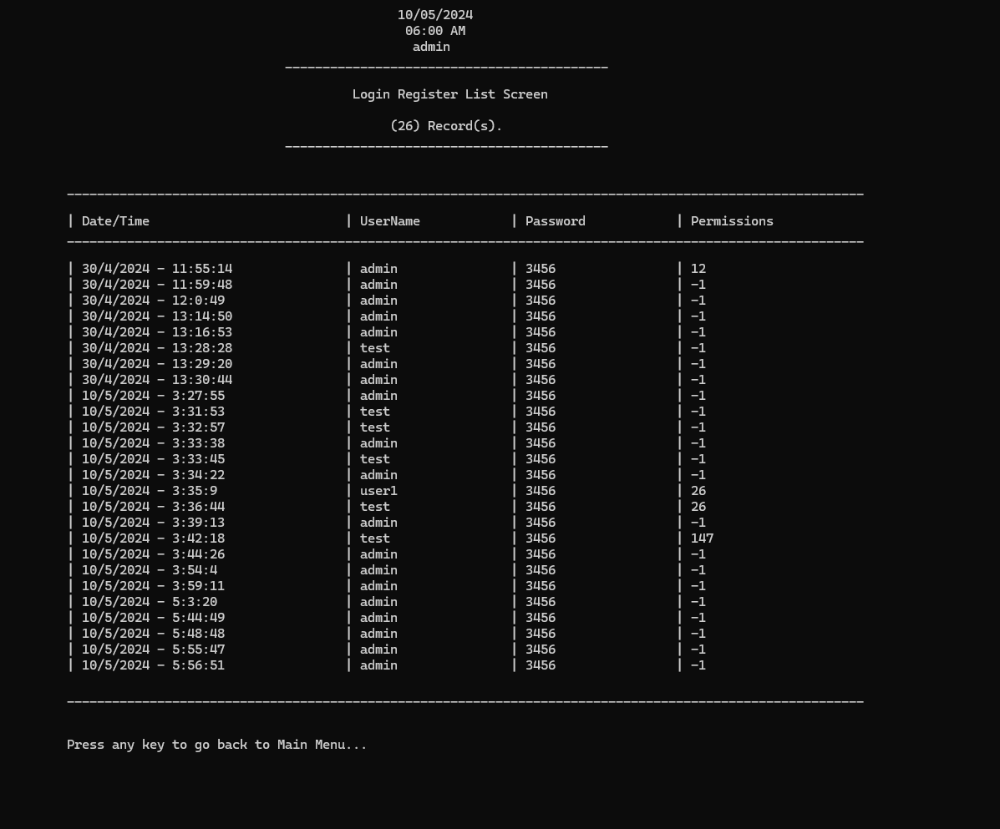 10/05/2024
06:00 AM
admin
___________________________________________
Login Register List Screen
(26) Record(s).
___________________________________________
__________________________________________________________________________________________________________
| Date/Time | UserName | Password | Permissions
__________________________________________________________________________________________________________
| 30/4/2024 - 11:55:14 | admin | 3456 | 12
| 30/4/2024 - 11:59:48 | admin | 3456 | -1
| 30/4/2024 - 12:0:49 | admin | 3456 | -1
| 30/4/2024 - 13:14:50 | admin | 3456 | -1
| 30/4/2024 - 13:16:53 | admin | 3456 | -1
| 30/4/2024 - 13:28:28 | test | 3456 | -1
| 30/4/2024 - 13:29:20 | admin | 3456 | -1
| 30/4/2024 - 13:30:44 | admin | 3456 | -1
| 10/5/2024 - 3:27:55 | admin | 3456 | -1
| 10/5/2024 - 3:31:53 | test | 3456 | -1
| 10/5/2024 - 3:32:57 | test | 3456 | -1
| 10/5/2024 - 3:33:38 | admin | 3456 | -1
| 10/5/2024 - 3:33:45 | test | 3456 | -1
| 10/5/2024 - 3:34:22 | admin | 3456 | -1
| 10/5/2024 - 3:35:9 | user1 | 3456 | 26
| 10/5/2024 - 3:36:44 | test | 3456 | 26
| 10/5/2024 - 3:39:13 | admin | 3456 | -1
| 10/5/2024 - 3:42:18 | test | 3456 | 147
| 10/5/2024 - 3:44:26 | admin | 3456 | -1
| 10/5/2024 - 3:54:4 | admin | 3456 | -1
| 10/5/2024 - 3:59:11 | admin | 3456 | -1
| 10/5/2024 - 5:3:20 | admin | 3456 | -1
| 10/5/2024 - 5:44:49 | admin | 3456 | -1
| 10/5/2024 - 5:48:48 | admin | 3456 | -1
| 10/5/2024 - 5:55:47 | admin | 3456 | -1
| 10/5/2024 - 5:56:51 | admin | 3456 | -1
__________________________________________________________________________________________________________
Press any key to go back to Main Menu...